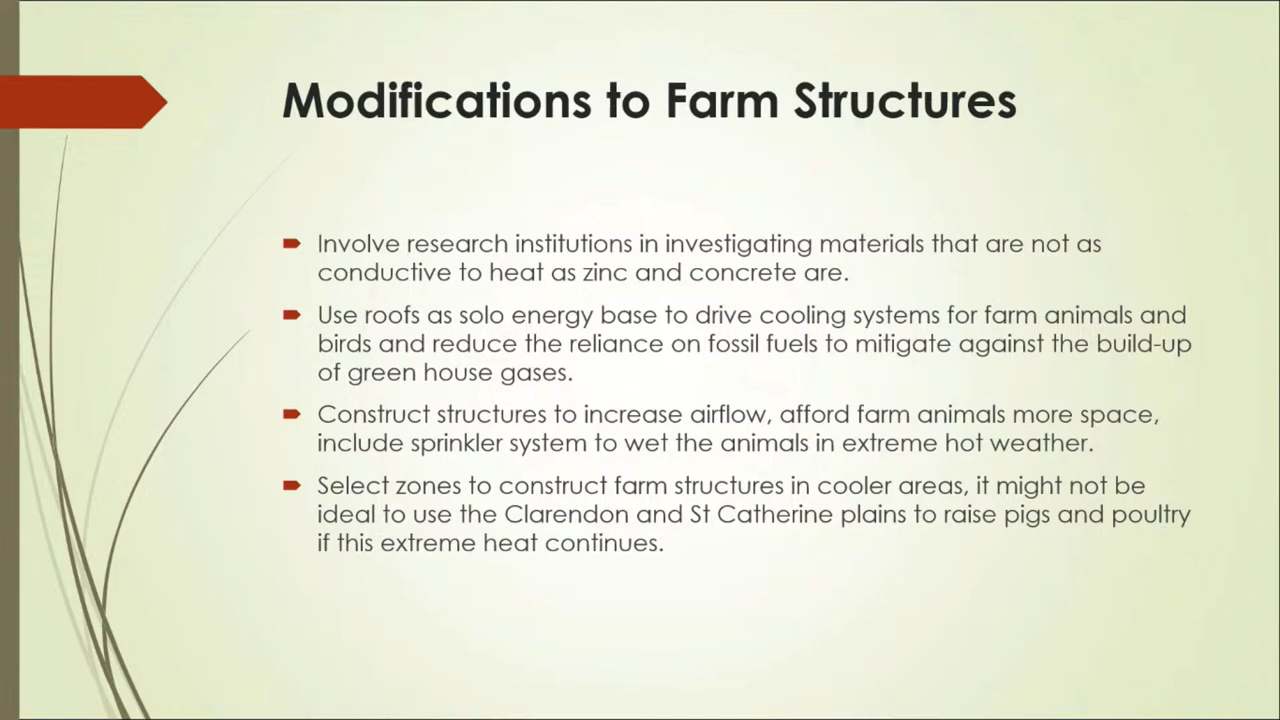 Modifications to Farm Structures
Involve research institutions in investigating materials that are not as
conductive to heat as zinc and concrete are.
Use roofs as solo energy base to drive cooling systems for farm animals and
birds and reduce the reliance on fossil fuels to mitigate against the build-up
of green house gases.
Construct structures to increase airflow, afford farm animals more space,
include sprinkler system to wet the animals in extreme hot weather.
Select zones to construct farm structures in cooler areas, it might not be
ideal to use the Clarendon and St Catherine plains to raise pigs and poultry
if this extreme heat continues.